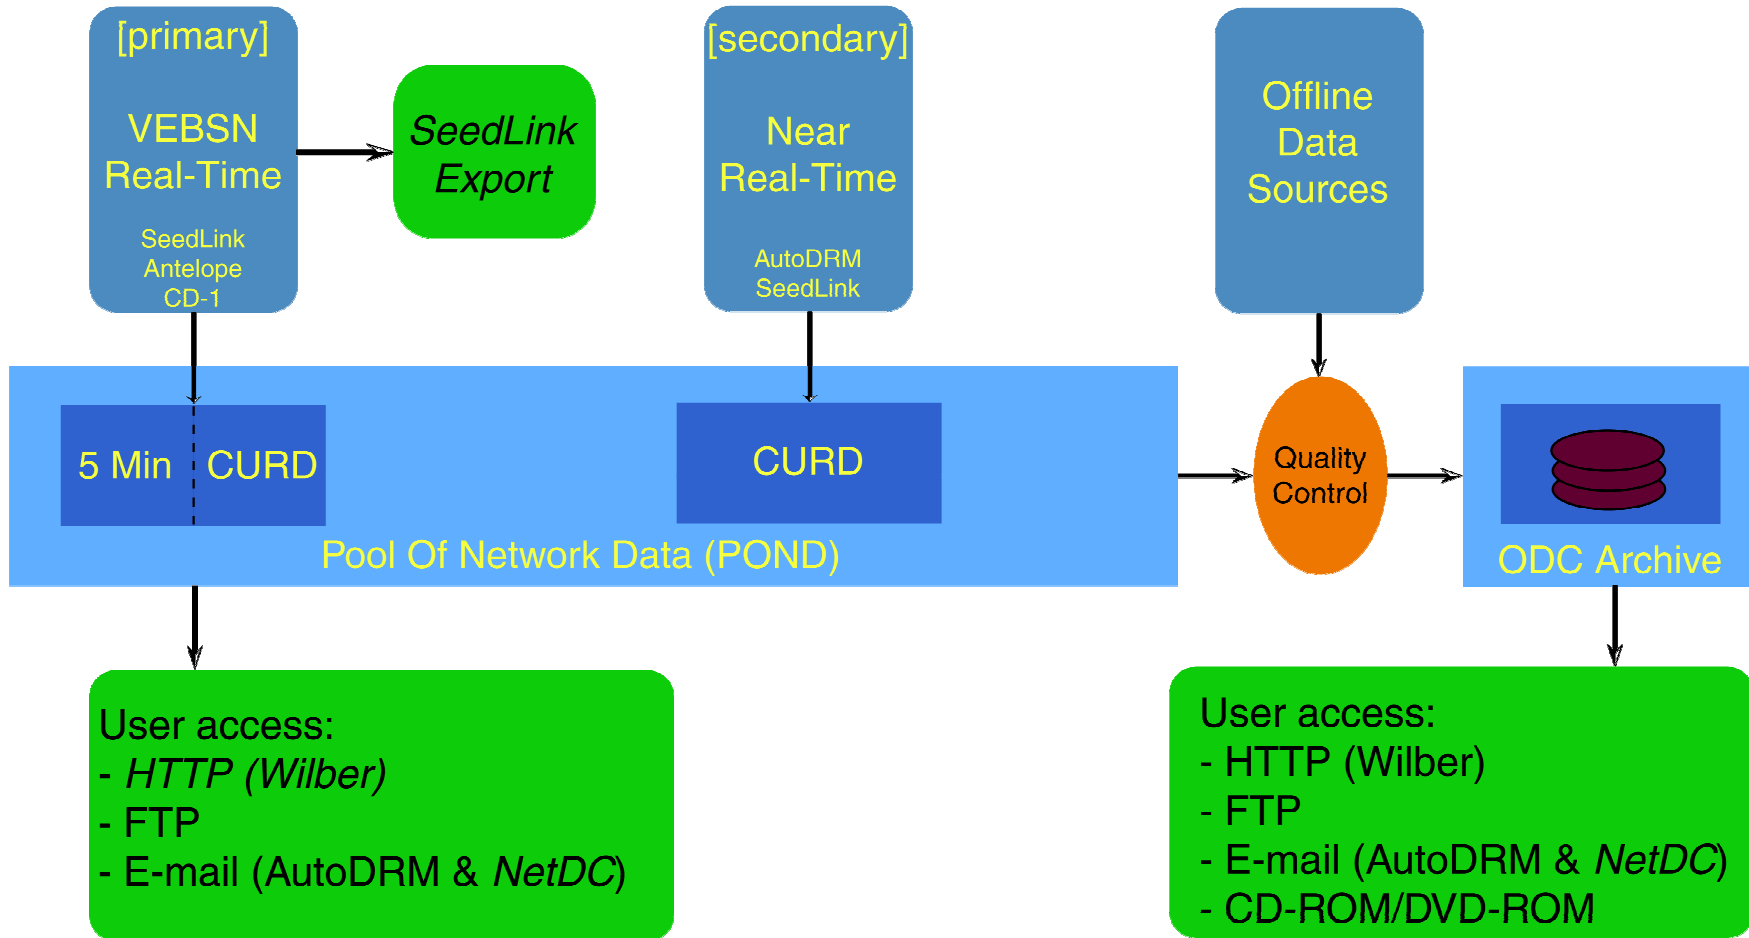 [primary]
VEBSN
Real-Time
SeedLink
Antelope
CD-1
SeedLink
Export
[secondary]
Near
Real-Time
AutoDRM
SeedLink
Offline
Data
Sources
5 Min
CURD
CURD
Pool Of Network Data (POND)
Quality
Control
ODC Archive
User access:
- HTTP (Wilber)
- FTP
- E-mail (AutoDRM & NetDC)
User access:
- HTTP (Wilber)
- FTP
- E-mail (AutoDRM & NetDC)
- CD-ROM/DVD-ROM